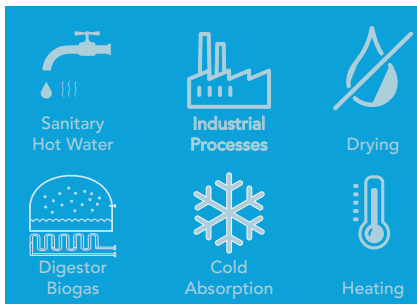 Sanitary
Hot Water
Industrial
Processes
Drying
Digestor
Biogas
Cold
Absorption
Heating